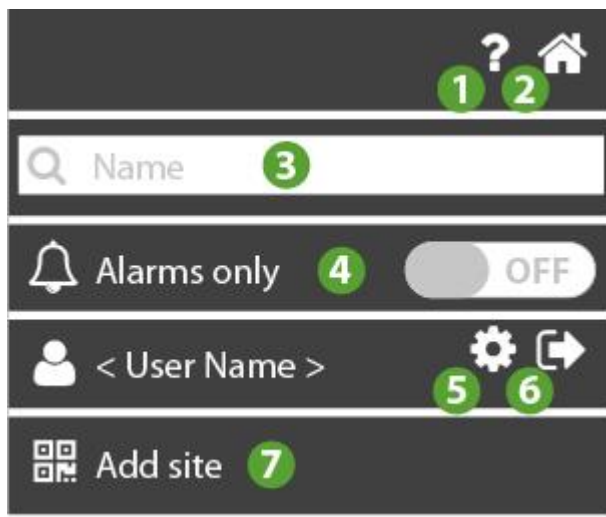 ?
1 2
Name 3
Alarms only 4 OFF
< User Name >
5 6
Add site 7